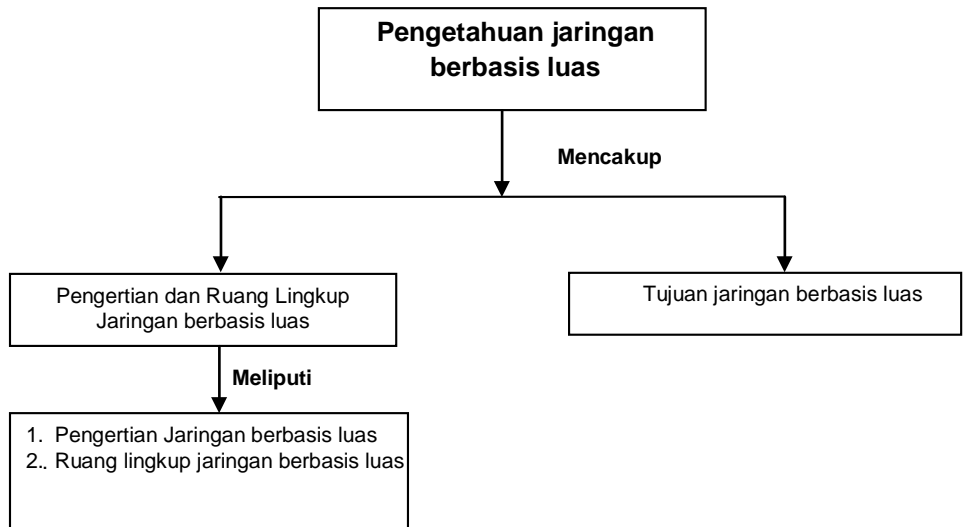 Pengetahuan jaringan
berbasis luas
Mencakup
Pengertian dan Ruang Lingkup
Jaringan berbasis luas
Tujuan jaringan berbasis luas
Meliputi
1. Pengertian Jaringan berbasis luas
2.. Ruang lingkup jaringan berbasis luas